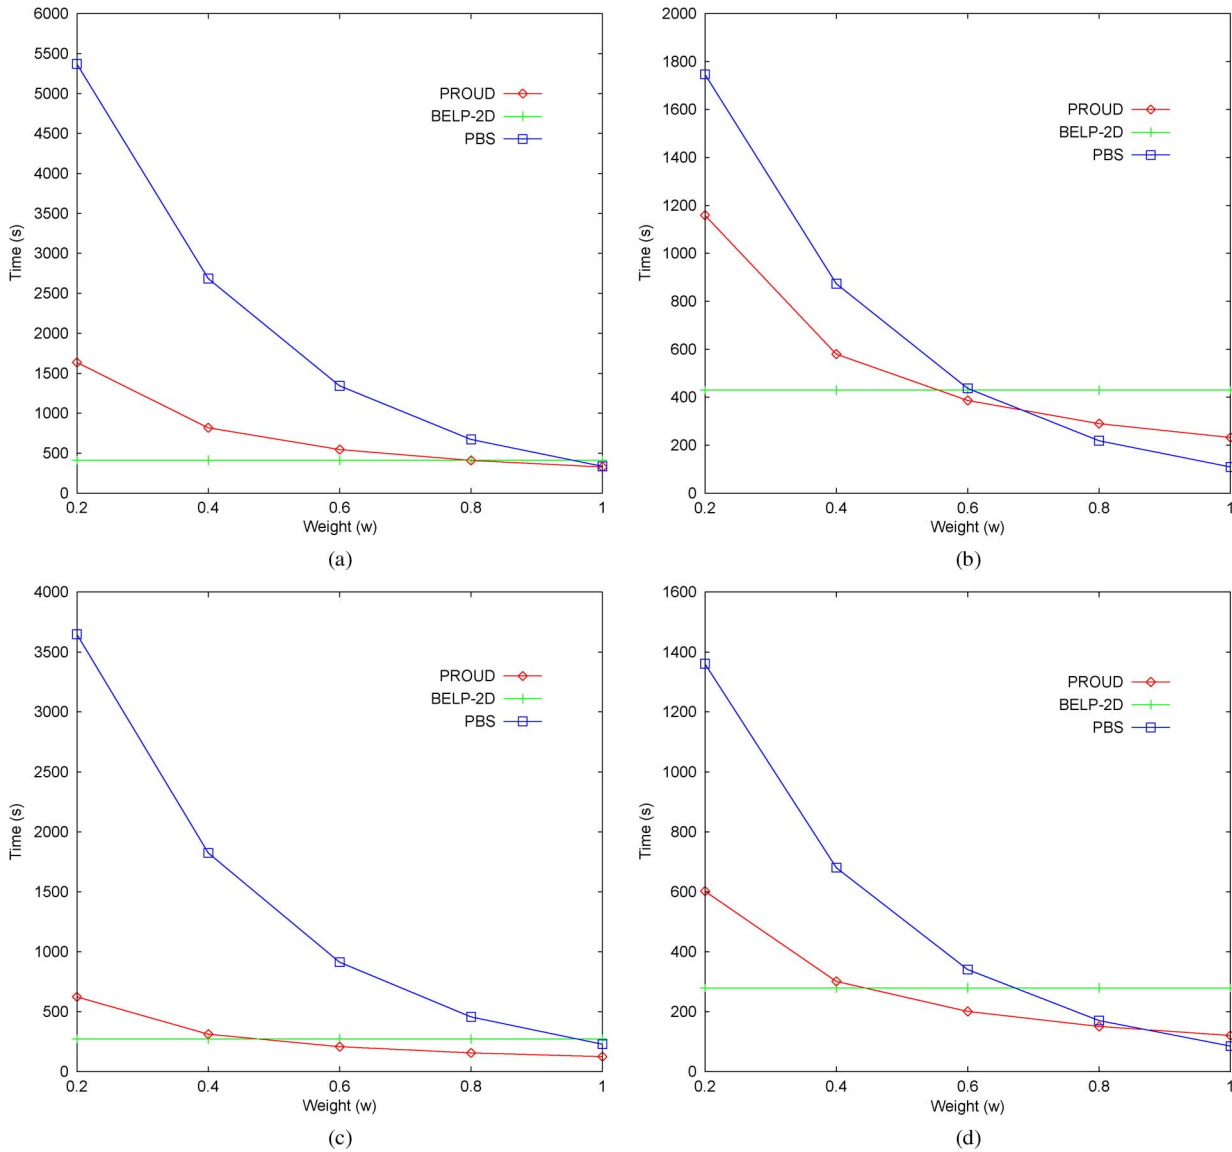 6000
5500
5000
4500
4000
3500
3000
2500
2000
1500
1000
500
0
Time (s)
PROUD
BELP-2D
PBS
0.2 0.4 0.6 0.8 1
Weight (w)
(a)
2000
1800
1600
1400
1200
1000
800
600
400
200
0
Time (s)
PROUD
BELP-2D
PBS
0.2 0.4 0.6 0.8 1
Weight (w)
(b)
4000
3500
3000
2500
2000
1500
1000
500
0
Time (s)
PROUD
BELP-2D
PBS
0.2 0.4 0.6 0.8 1
Weight (w)
(c)
1600
1400
1200
1000
800
600
400
200
0
Time (s)
PROUD
BELP-2D
PBS
0.2 0.4 0.6 0.8 1
Weight (w)
(d)